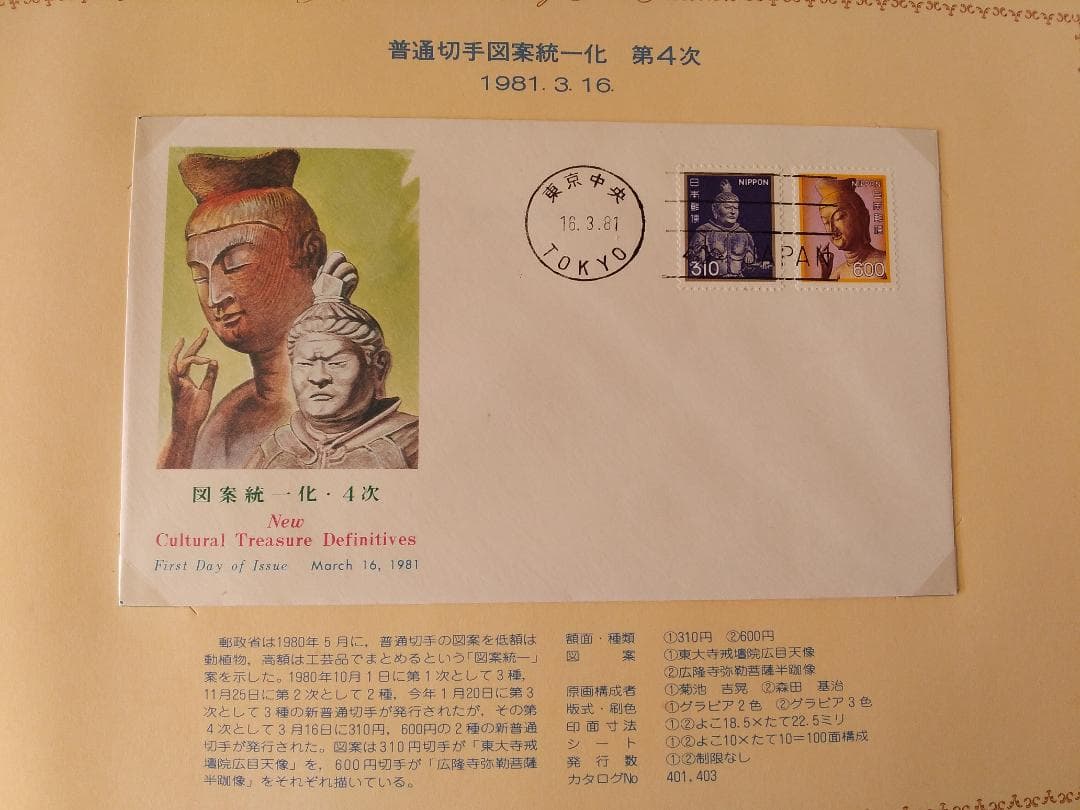 普通切手図案統一化 第4次
1981.3.16.
東京中央
16.3.81
TOKYO
日本郵便 NIPPON
310
NIPPON 日本郵便
600
JAPAN
図案統一化・4次
New
Cultural Treasure Definitives
First Day of Issue March 16, 1981
郵政省は1980年5月に，普通切手の図案を低額は
動植物，高額は工芸品でまとめるという「図案統一」
案を示した。1980年10月1日に第1次として3種，
11月25日に第2次として2種，今年1月20日に第3
次として3種の新普通切手が発行されたが，その第
4次として3月16日に310円，600円の2種の新普通
切手が発行された。図案は310円切手が「東大寺戒
壇院広目天像」を，600円切手が「広隆寺弥勒菩薩
半跏像」をそれぞれ描いている。
額面・種類 ①310円 ②600円
図案 ①東大寺戒壇院広目天像
②広隆寺弥勒菩薩半跏像
原画構成者 ①菊池 吉晃 ②森田 基治
版式・刷色 ①グラビア2色 ②グラビア3色
印面寸法 ①②よこ18.5×たて22.5ミリ
シート ①②よこ10×たて10＝100面構成
発行数 ①②制限なし
カタログNo 401.403